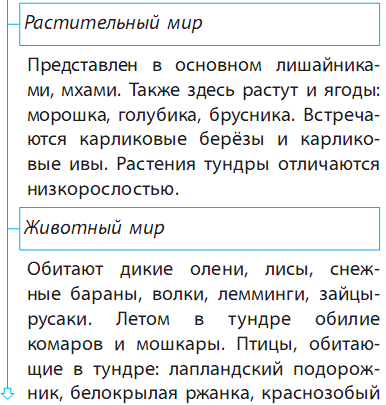 Растительный мир
Представлен в основном лишайника-
ми, мхами. Также здесь растут и ягоды:
морошка, голубика, брусника. Встреча-
ются карликовые берёзы и карлико-
вые ивы. Растения тундры отличаются
низкорослостью.
Животный мир
Обитают дикие олени, лисы, снеж-
ные бараны, волки, лемминги, зайцы-
русаки. Летом в тундре обилие
комаров и мошкары. Птицы, обитаю-
щие в тундре: лапландский подорож-
ник, белокрылая ржанка, краснозобый